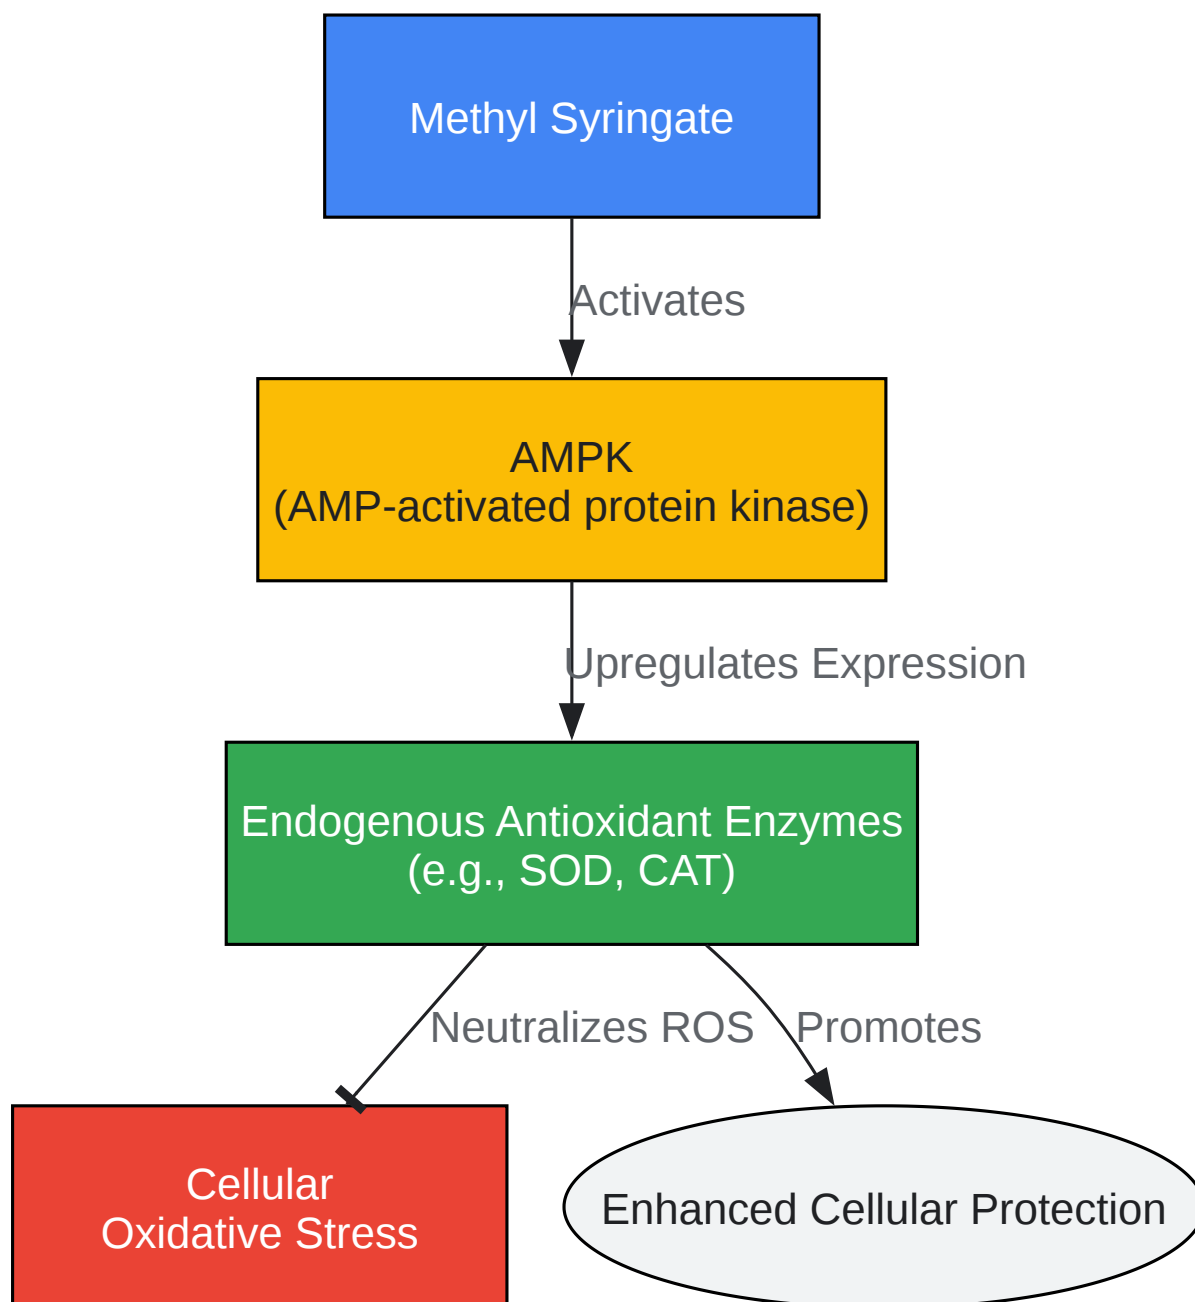 Methyl Syringate
Activates
AMPK
(AMP-activated protein kinase)
Upregulates Expression
Endogenous Antioxidant Enzymes
(e.g., SOD, CAT)
Neutralizes ROS
Promotes
Cellular
Oxidative Stress
Enhanced Cellular Protection